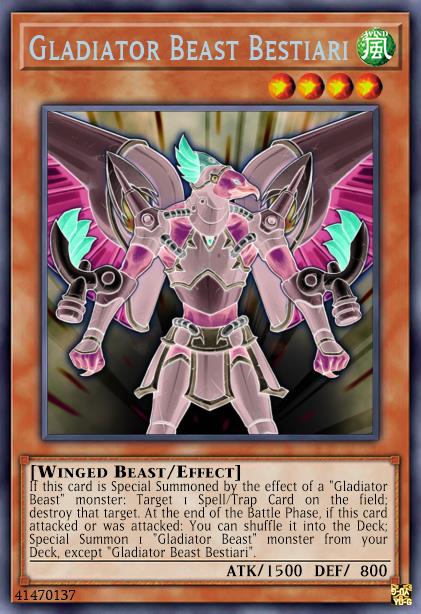 Gladiator Beast Bestiari
WIND
風
[Winged Beast/Effect]
If this card is Special Summoned by the effect of a "Gladiator
Beast" monster: Target 1 Spell/Trap Card on the field;
destroy that target. At the end of the Battle Phase, if this card
attacked or was attacked: You can shuffle it into the Deck;
Special Summon 1 "Gladiator Beast" monster from your
Deck, except "Gladiator Beast Bestiari".
ATK/1500 DEF/ 800
41470137